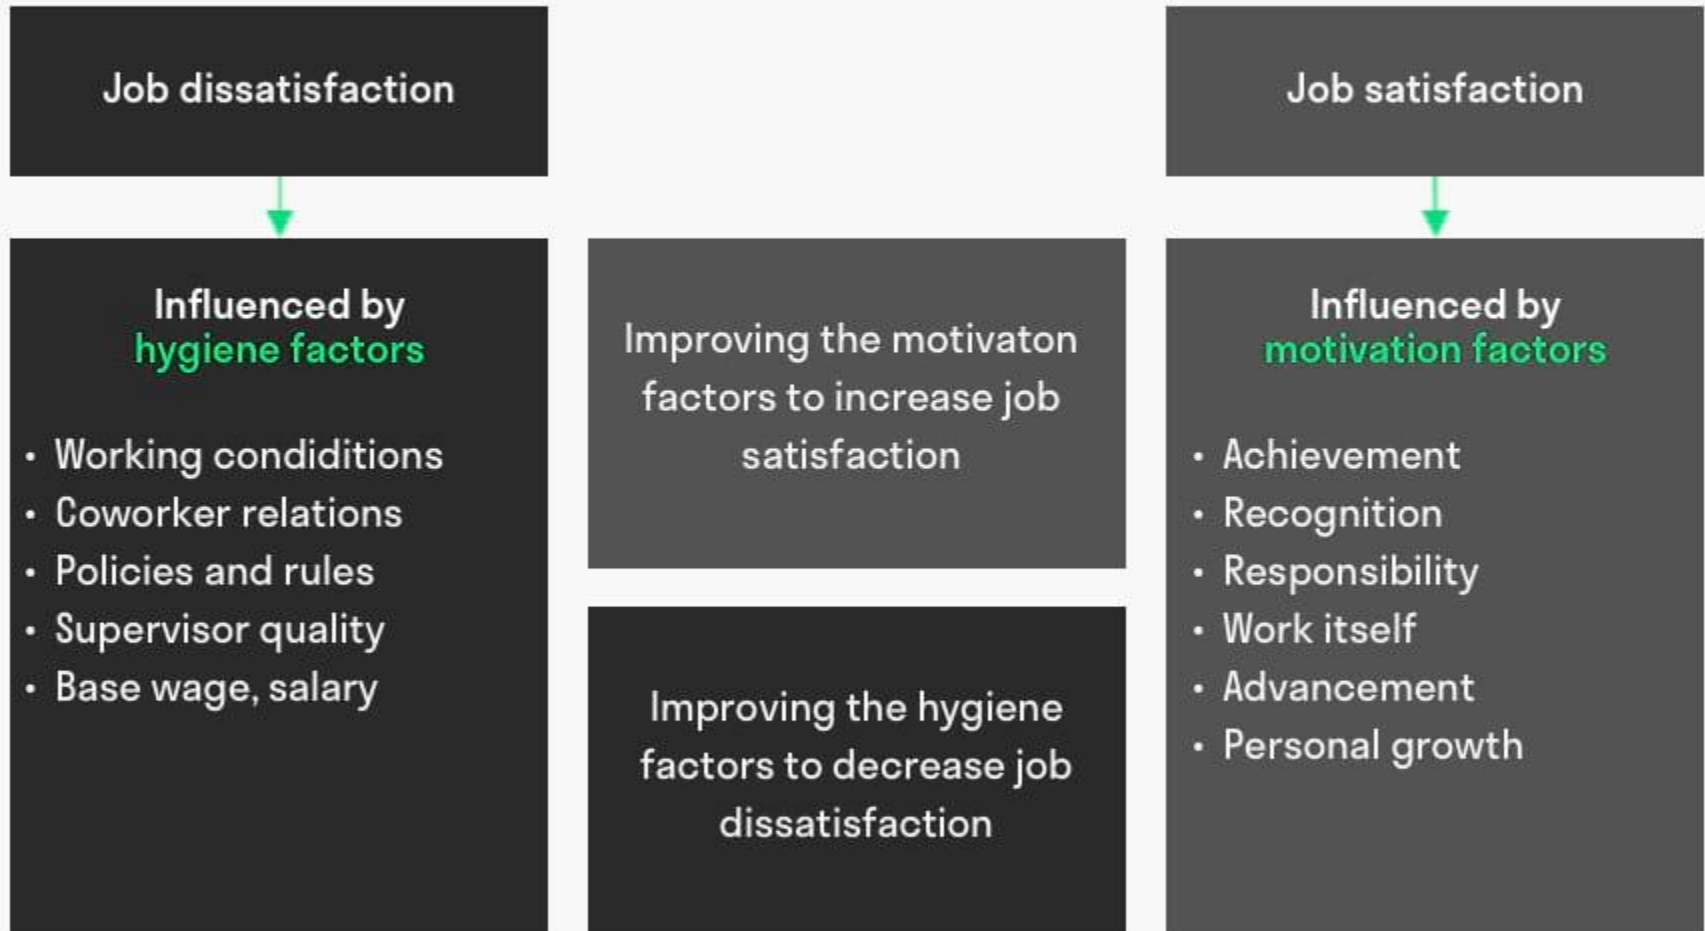 Job dissatisfaction
Job satisfaction
Influenced by
hygiene factors
• Working condiditions
• Coworker relations
• Policies and rules
• Supervisor quality
• Base wage, salary
Improving the motivaton
factors to increase job
satisfaction
Improving the hygiene
factors to decrease job
dissatisfaction
Influenced by
motivation factors
• Achievement
• Recognition
• Responsibility
• Work itself
• Advancement
• Personal growth